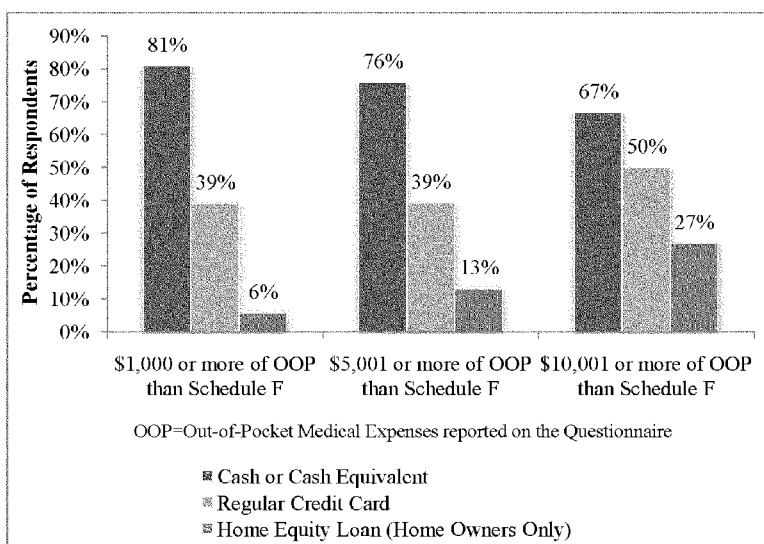 90%
80%
70%
60%
50%
40%
30%
20%
10%
0%
Percentage of Respondents
81%
39%
6%
76%
39%
13%
67%
50%
27%
$1,000 or more of OOP
than Schedule F
$5,001 or more of OOP
than Schedule F
$10,001 or more of OOP
than Schedule F
OOP=Out-of-Pocket Medical Expenses reported on the Questionnaire
Cash or Cash Equivalent
Regular Credit Card
Home Equity Loan (Home Owners Only)